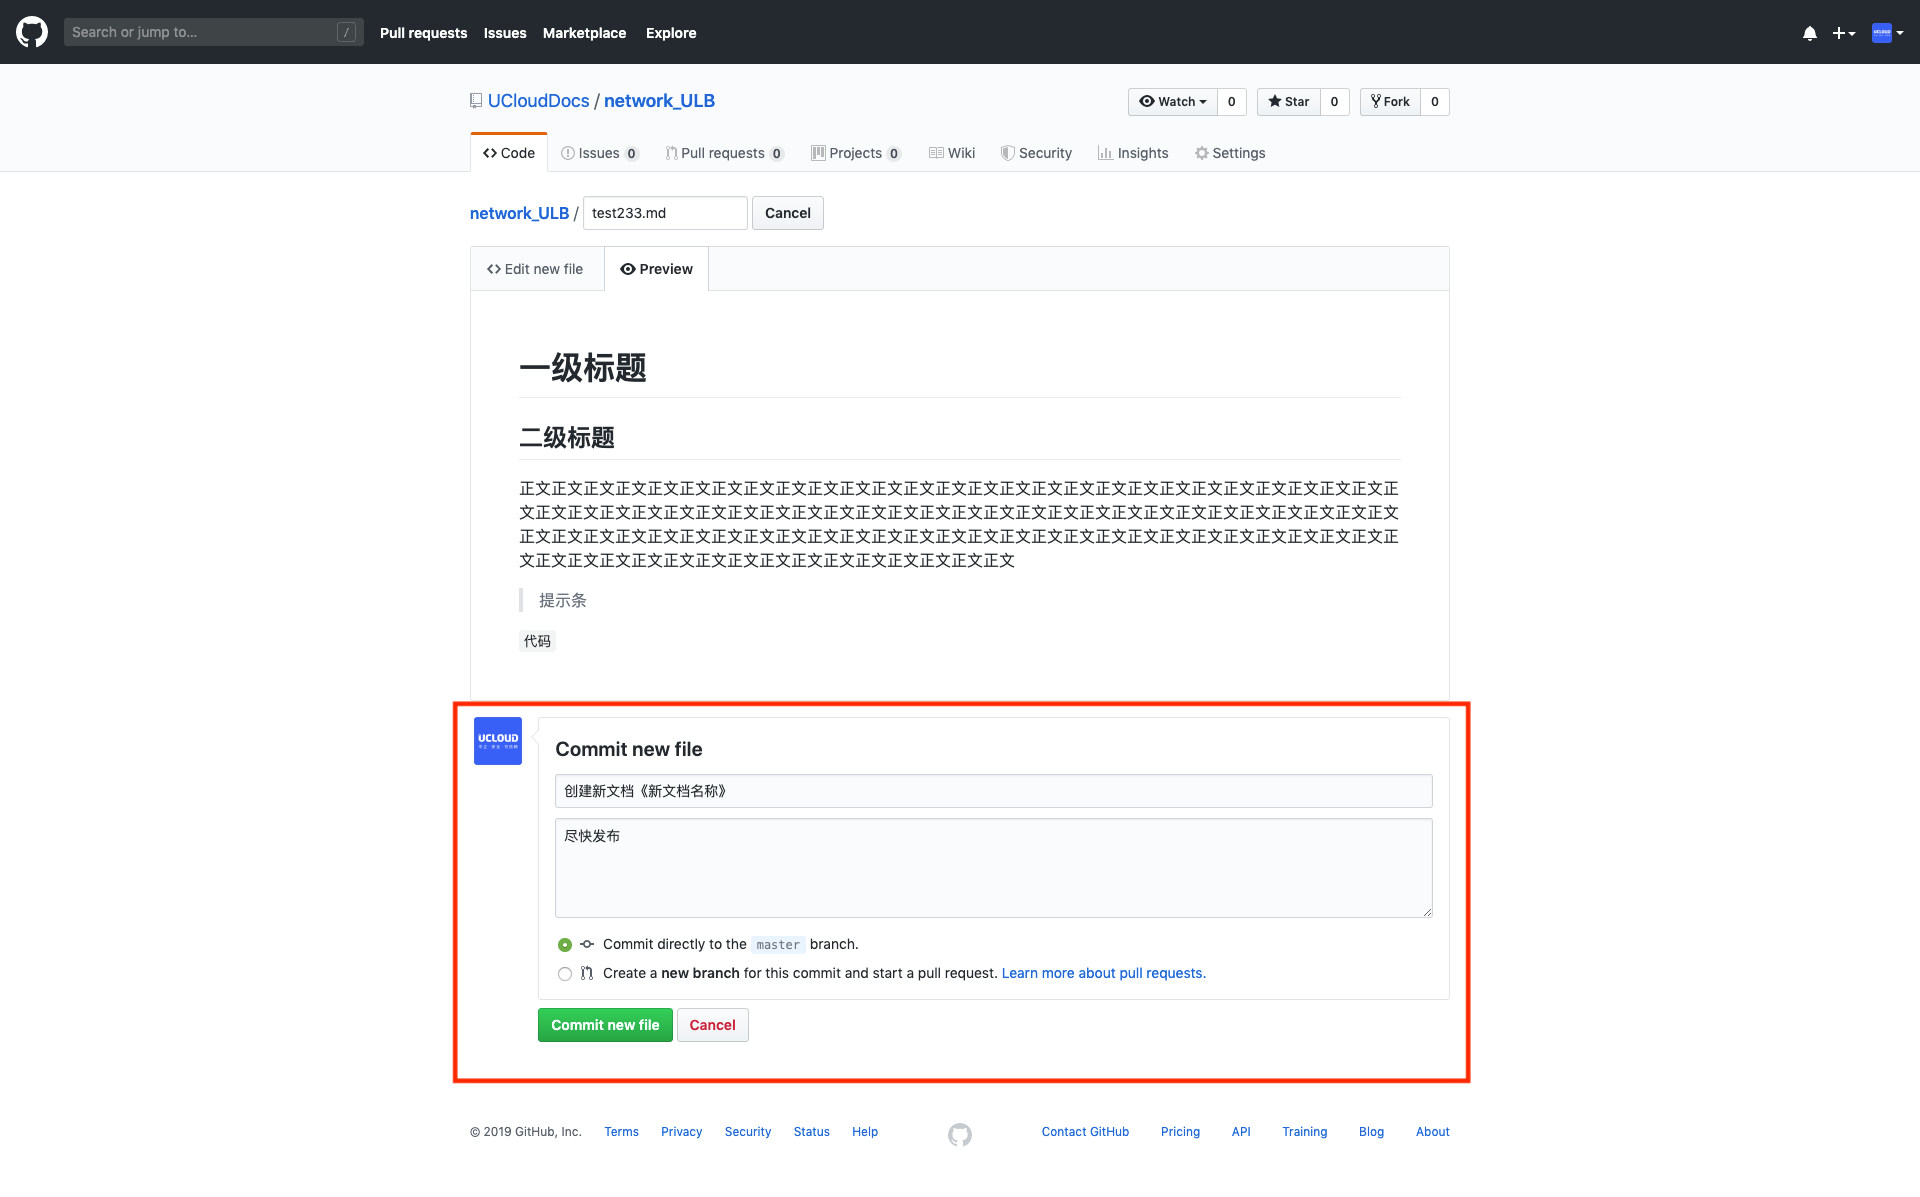 Search or jump to...
/
Pull requests
Issues
Marketplace
Explore
UCLOUD
UCloudDocs / network_ULB
Watch 0
Star 0
Fork 0
Code
Issues 0
Pull requests 0
Projects 0
Wiki
Security
Insights
Settings
network_ULB / test233.md Cancel
Edit new file
Preview
一级标题
二级标题
正文正文正文正文正文正文正文正文正文正文正文正文正文正文正文正文正文正文正文正文正文正文正文正文正文正文正文正
文正文正文正文正文正文正文正文正文正文正文正文正文正文正文正文正文正文正文正文正文正文正文正文正文正文正文正文
正文正文正文正文正文正文正文正文正文正文正文正文正文正文正文正文正文正文正文正文正文正文正文正文正文正文正文正
文正文正文正文正文正文正文正文正文正文正文正文正文正文正文正文
提示条
代码
UCLOUD
Commit new file
创建新文档《新文档名称》
尽快发布
Commit directly to the master branch.
Create a new branch for this commit and start a pull request. Learn more about pull requests.
Commit new file
Cancel
© 2019 GitHub, Inc.
Terms
Privacy
Security
Status
Help
Contact GitHub
Pricing
API
Training
Blog
About